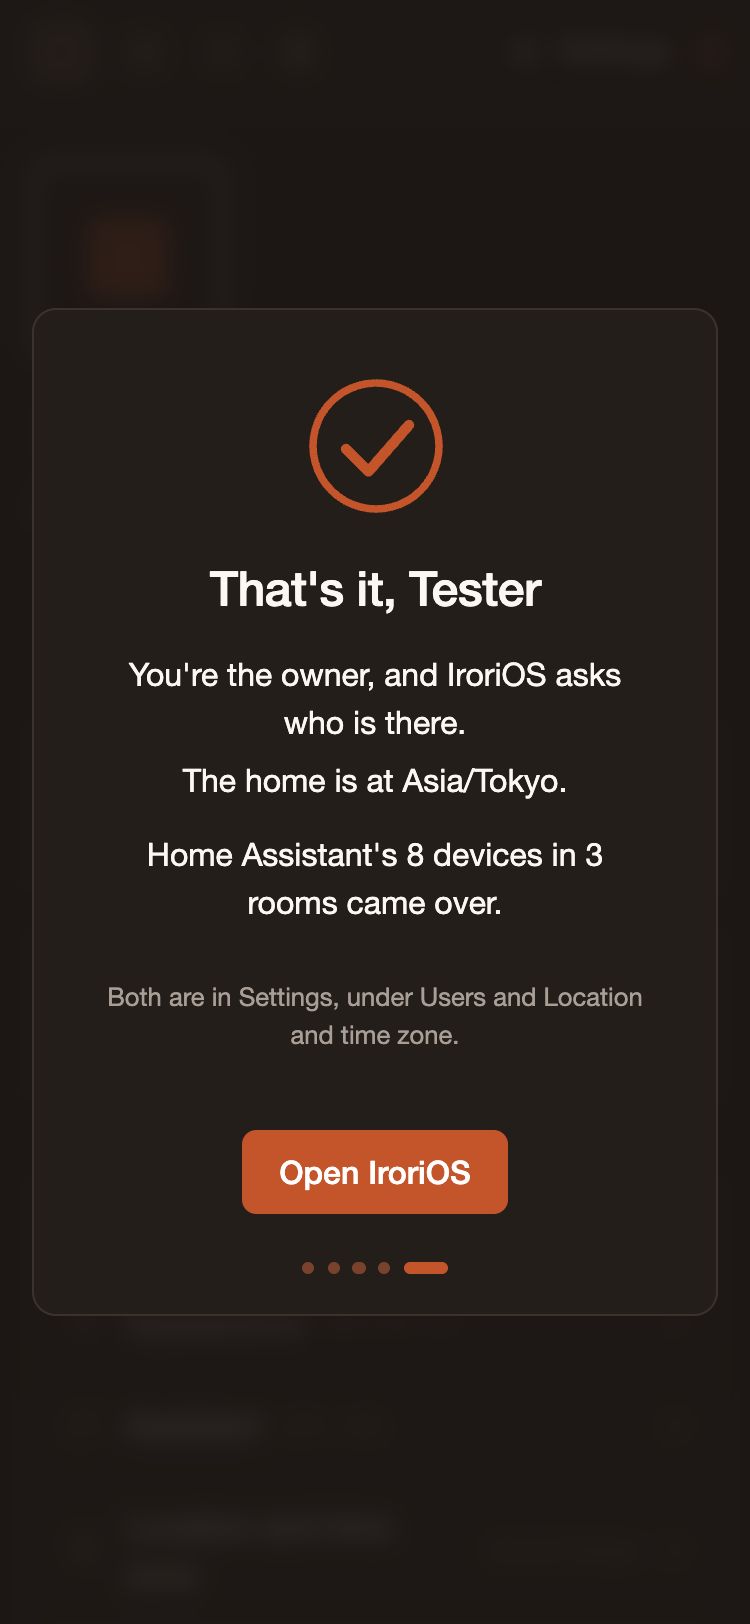 That's it, Tester
You're the owner, and IroriOS asks
who is there.
The home is at Asia/Tokyo.
Home Assistant's 8 devices in 3
rooms came over.
Both are in Settings, under Users and Location
and time zone.
Open IroriOS